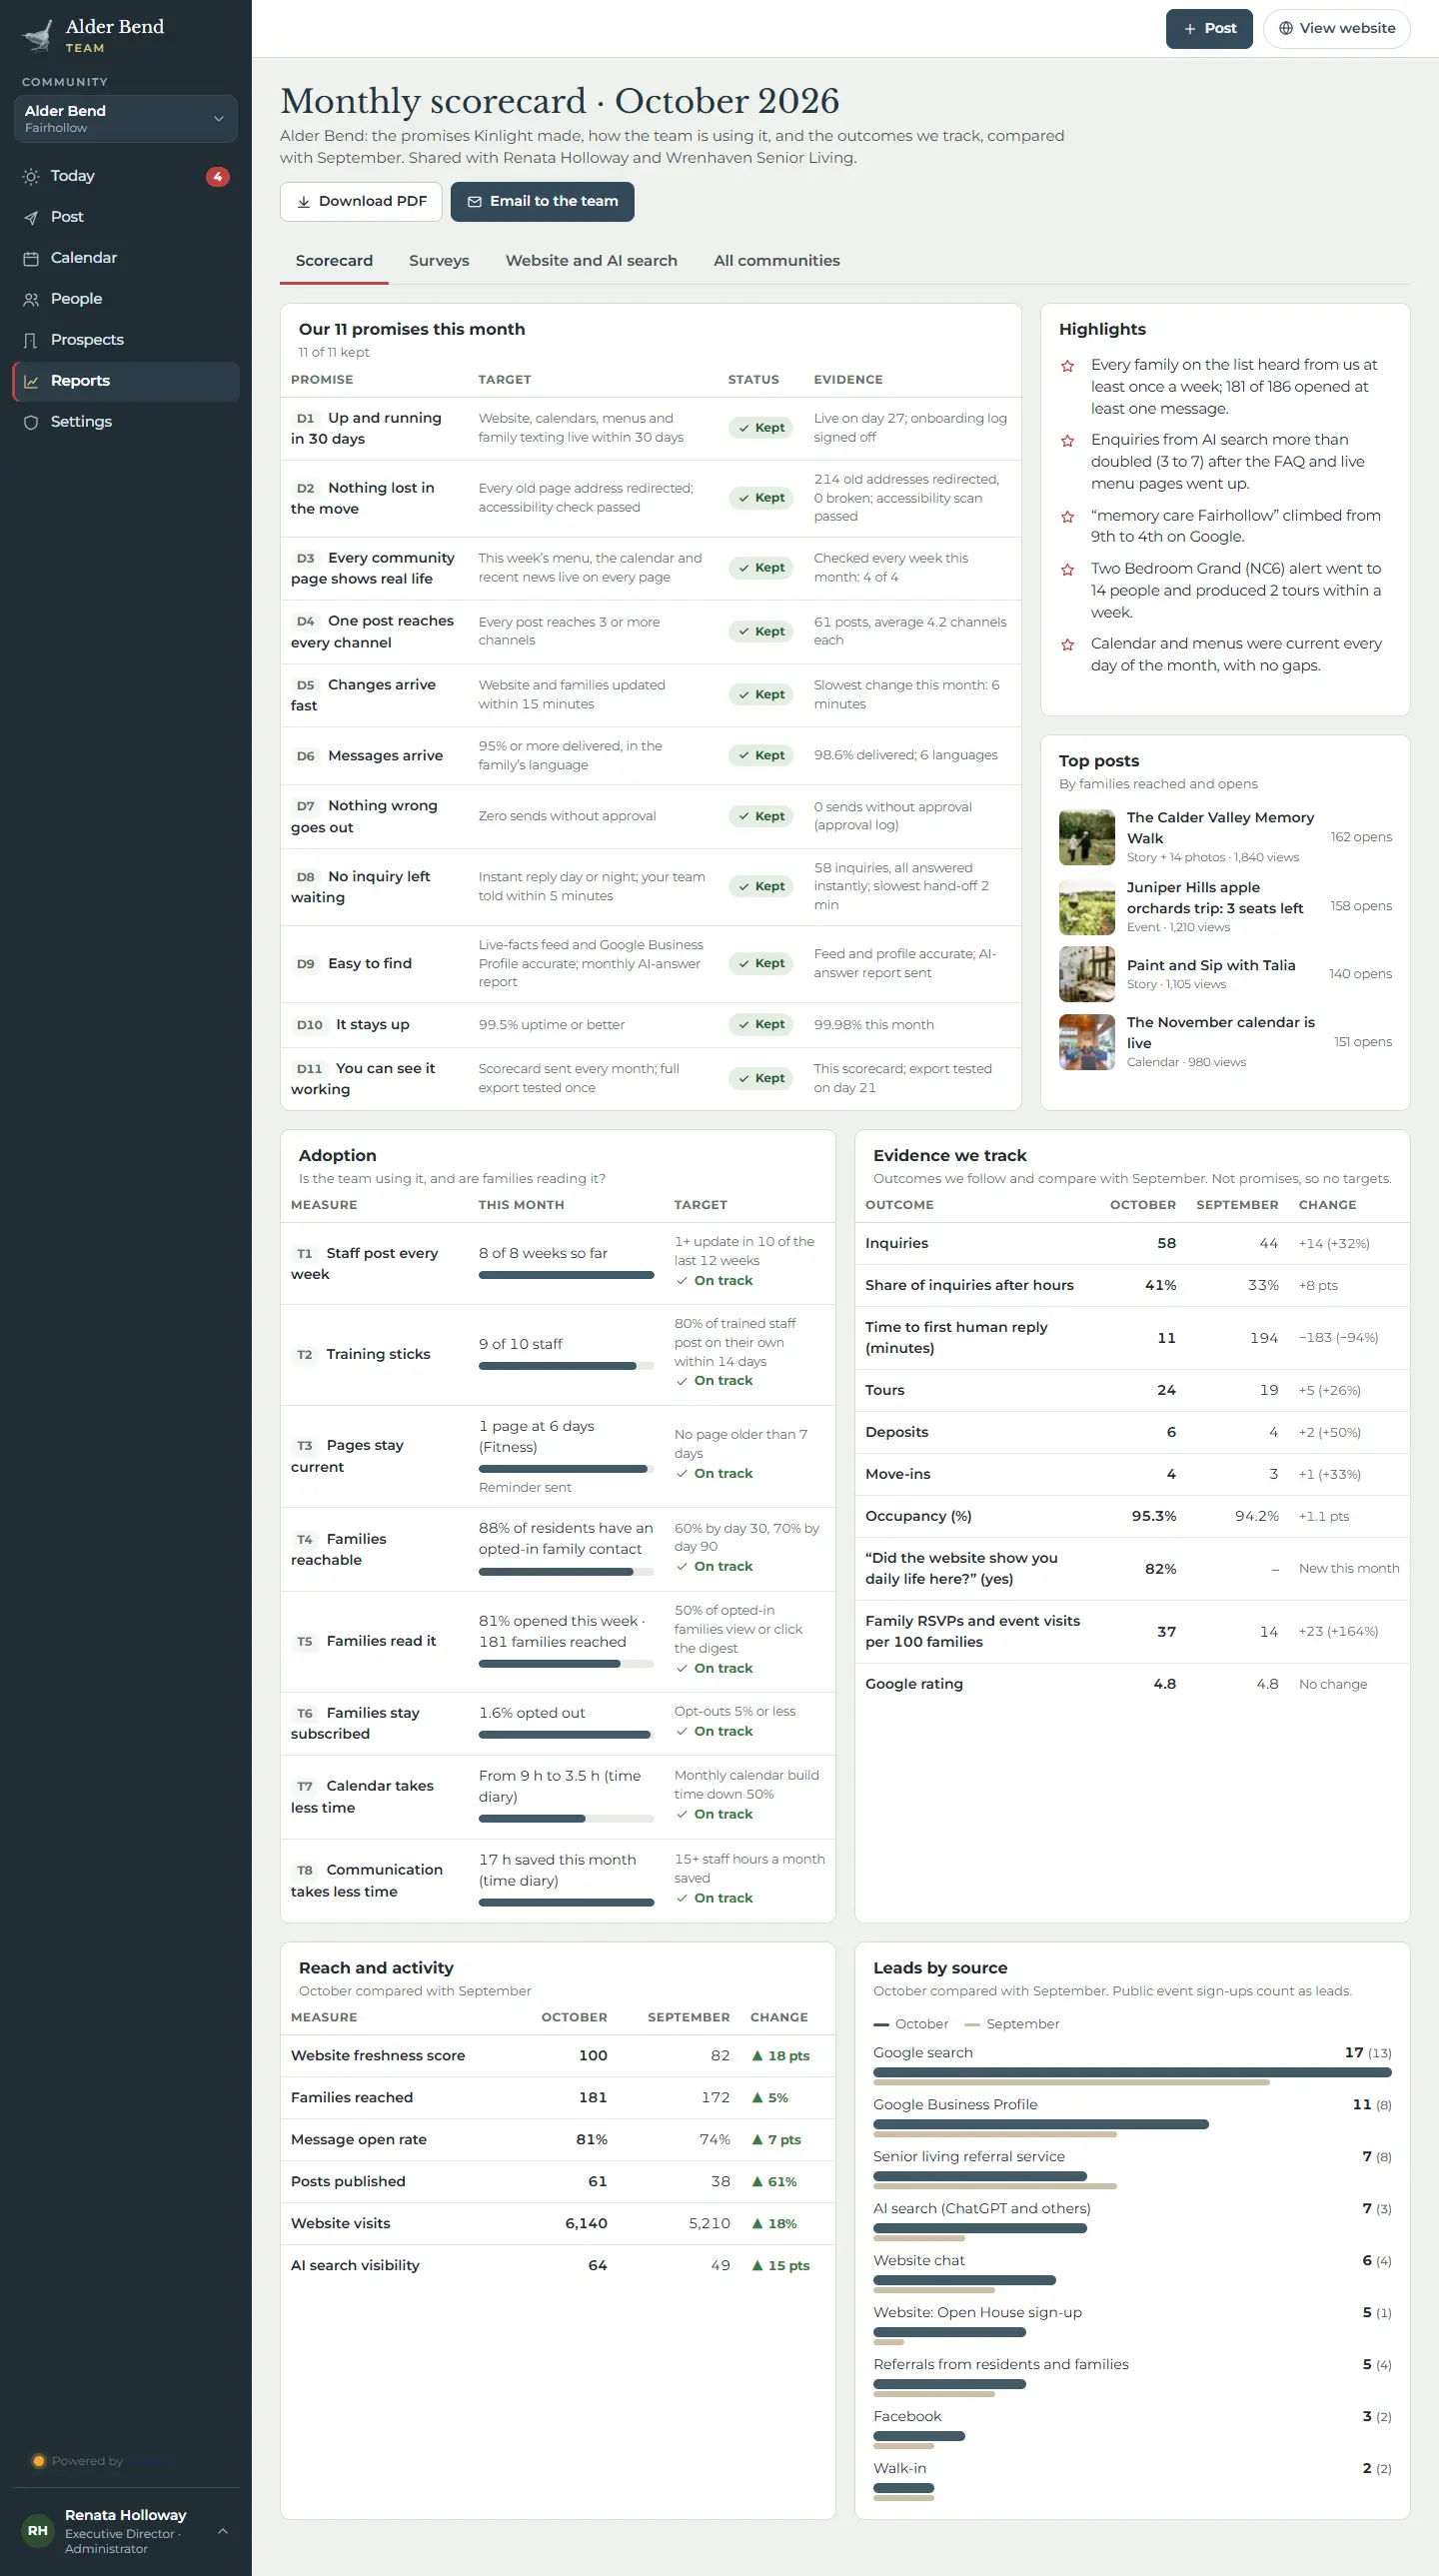 Alder Bend
TEAM
COMMUNITY
Alder Bend
Fairhollow
Today
4
Post
Calendar
People
Prospects
Reports
Settings
Powered by
RH
Renata Holloway
Executive Director ·
Administrator
Post
View website
Monthly scorecard · October 2026
Alder Bend: the promises Kinlight made, how the team is using it, and the outcomes we track, compared
with September. Shared with Renata Holloway and Wrenhaven Senior Living.
Download PDF
Email to the team
Scorecard
Surveys
Website and AI search
All communities
Our 11 promises this month
11 of 11 kept
PROMISE TARGET STATUS EVIDENCE
D1 Up and running
in 30 days
Website, calendars, menus and
family texting live within 30 days
Kept
Live on day 27; onboarding log
signed off
D2 Nothing lost in
the move
Every old page address redirected;
accessibility check passed
Kept
214 old addresses redirected,
0 broken; accessibility scan
passed
D3 Every community
page shows real life
This week's menu, the calendar and
recent news live on every page
Kept
Checked every week this
month: 4 of 4
D4 One post reaches
every channel
Every post reaches 3 or more
channels
Kept
61 posts, average 4.2 channels
each
D5 Changes arrive
fast
Website and families updated
within 15 minutes
Kept
Slowest change this month: 6
minutes
D6 Messages arrive
95% or more delivered, in the
family's language
Kept
98.6% delivered; 6 languages
D7 Nothing wrong
goes out
Zero sends without approval
Kept
0 sends without approval
(approval log)
D8 No inquiry left
waiting
Instant reply day or night; your team
told within 5 minutes
Kept
58 inquiries, all answered
instantly; slowest hand-off 2
min
D9 Easy to find
Live-facts feed and Google Business
Profile accurate; monthly AI-answer
report
Kept
Feed and profile accurate; AI-
answer report sent
D10 It stays up
99.5% uptime or better
Kept
99.98% this month
D11 You can see it
working
Scorecard sent every month; full
export tested once
Kept
This scorecard; export tested
on day 21
Highlights
Every family on the list heard from us at
least once a week; 181 of 186 opened at
least one message.
Enquiries from AI search more than
doubled (3 to 7) after the FAQ and live
menu pages went up.
“memory care Fairhollow” climbed from
9th to 4th on Google.
Two Bedroom Grand (NC6) alert went to
14 people and produced 2 tours within a
week.
Calendar and menus were current every
day of the month, with no gaps.
Top posts
By families reached and opens
The Calder Valley Memory
Walk
Story + 14 photos · 1,840 views
162 opens
Juniper Hills apple
orchards trip: 3 seats left
Event · 1,210 views
158 opens
Paint and Sip with Talia
Story · 1,105 views
140 opens
The November calendar is
live
Calendar · 980 views
151 opens
Adoption
Is the team using it, and are families reading it?
MEASURE THIS MONTH TARGET
T1 Staff post every
week
8 of 8 weeks so far
1+ update in 10 of the
last 12 weeks
On track
T2 Training sticks
9 of 10 staff
80% of trained staff
post on their own
within 14 days
On track
T3 Pages stay
current
1 page at 6 days
(Fitness)
Reminder sent
No page older than 7
days
On track
T4 Families
reachable
88% of residents have an
opted-in family contact
60% by day 30, 70% by
day 90
On track
T5 Families read it
81% opened this week ·
181 families reached
50% of opted-in
families view or click
the digest
On track
T6 Families stay
subscribed
1.6% opted out
Opt-outs 5% or less
On track
T7 Calendar takes
less time
From 9 h to 3.5 h (time
diary)
Monthly calendar build
time down 50%
On track
T8 Communication
takes less time
17 h saved this month
(time diary)
15+ staff hours a month
saved
On track
Evidence we track
Outcomes we follow and compare with September. Not promises, so no targets.
OUTCOME OCTOBER SEPTEMBER CHANGE
Inquiries 58 44 +14 (+32%)
Share of inquiries after hours 41% 33% +8 pts
Time to first human reply
(minutes)
11 194 −183 (−94%)
Tours 24 19 +5 (+26%)
Deposits 6 4 +2 (+50%)
Move-ins 4 3 +1 (+33%)
Occupancy (%) 95.3% 94.2% +1.1 pts
“Did the website show you
daily life here?” (yes)
82% – New this month
Family RSVPs and event visits
per 100 families
37 14 +23 (+164%)
Google rating 4.8 4.8 No change
Reach and activity
October compared with September
MEASURE OCTOBER SEPTEMBER CHANGE
Website freshness score 100 82 ▲ 18 pts
Families reached 181 172 ▲ 5%
Message open rate 81% 74% ▲ 7 pts
Posts published 61 38 ▲ 61%
Website visits 6,140 5,210 ▲ 18%
AI search visibility 64 49 ▲ 15 pts
Leads by source
October compared with September. Public event sign-ups count as leads.
October September
Google search 17 (13)
Google Business Profile 11 (8)
Senior living referral service 7 (8)
AI search (ChatGPT and others) 7 (3)
Website chat 6 (4)
Website: Open House sign-up 5 (1)
Referrals from residents and families 5 (4)
Facebook 3 (2)
Walk-in 2 (2)